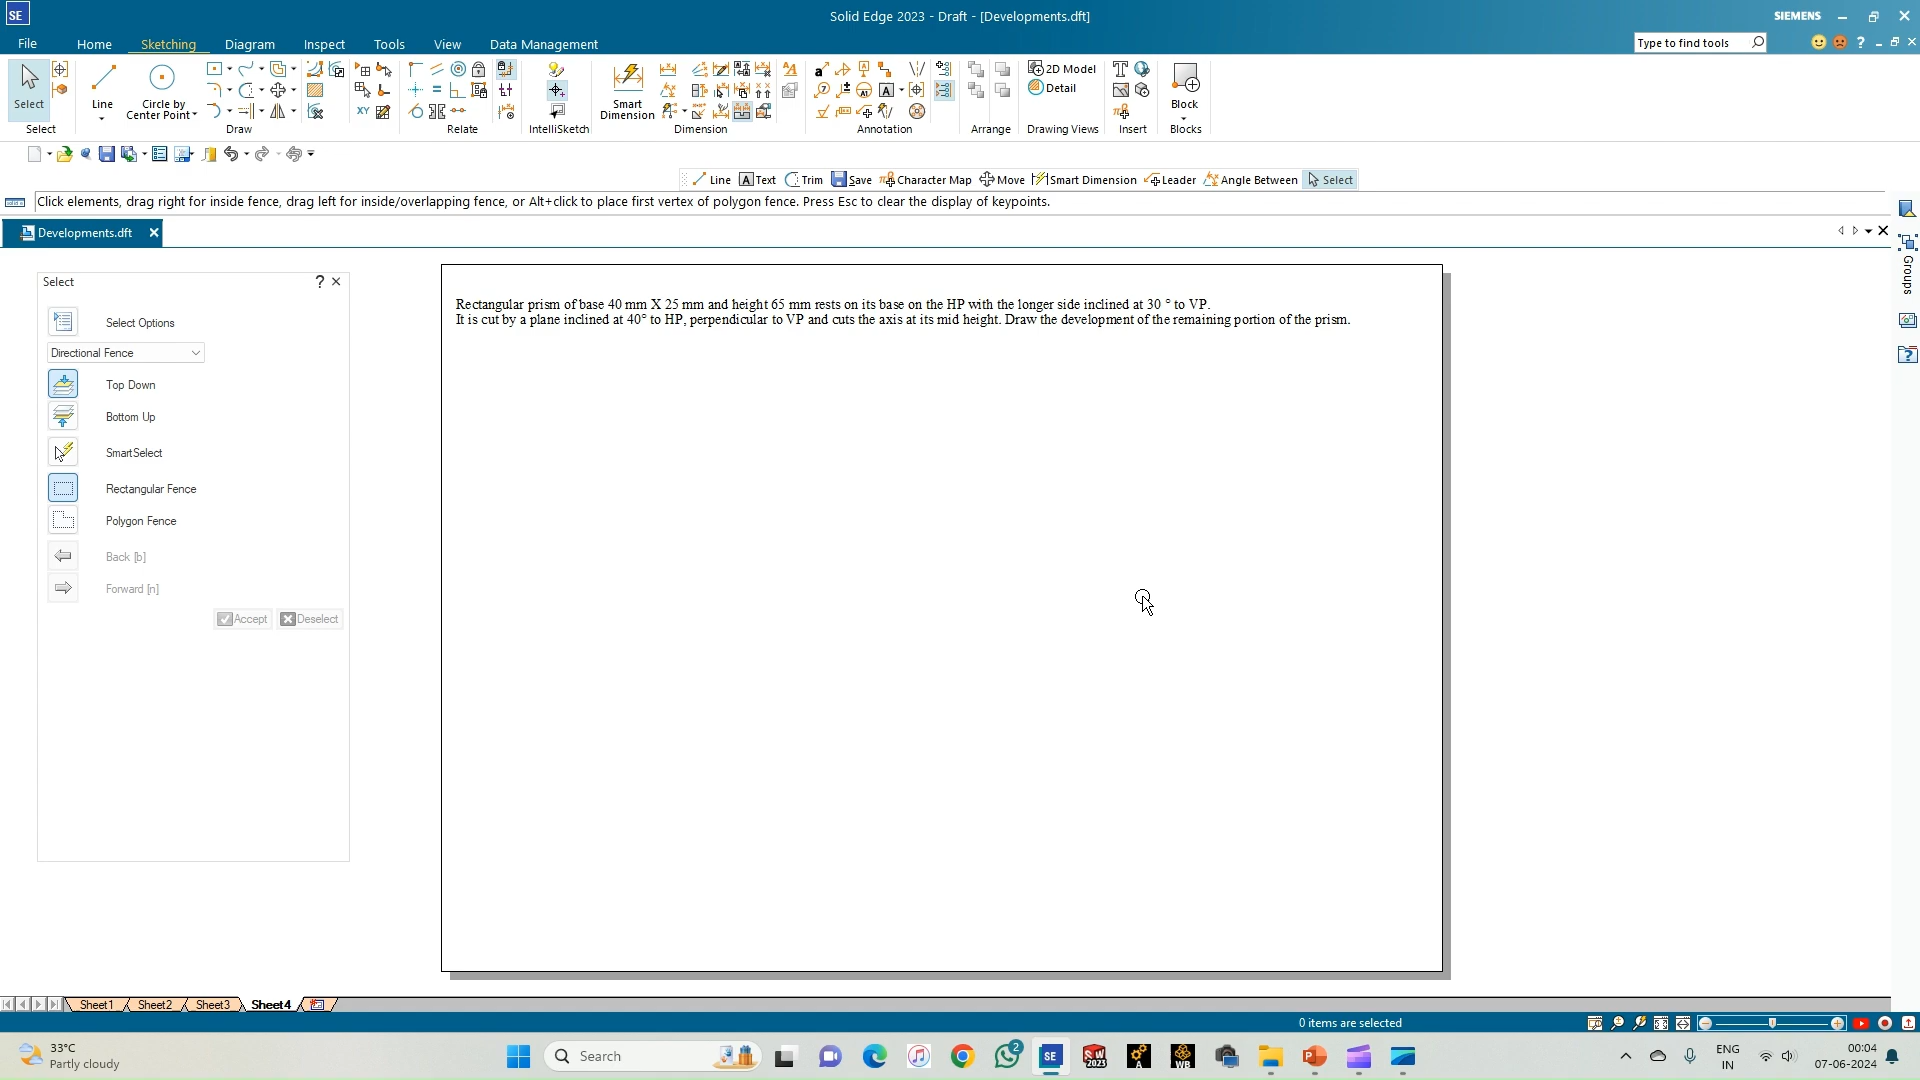 SE
Solid Edge 2023 - Draft - [Developments.dft]
SIEMENS
File
Home
Sketching
Diagram
Inspect
Tools
View
Data Management
Type to find tools
Select
Line
Circle by
Center Point
Smart
Dimension
2D Model
Detail
Block
Select
Draw
Relate
IntelliSketch
Dimension
Annotation
Arrange
Drawing Views
Insert
Blocks
Line
Text
Trim
Save
Character Map
Move
Smart Dimension
Leader
Angle Between
Select
Click elements, drag right for inside fence, drag left for inside/overlapping fence, or Alt+click to place first vertex of polygon fence. Press Esc to clear the display of keypoints.
Developments.dft
Groups
Select
Select Options
Directional Fence
Top Down
Bottom Up
SmartSelect
Rectangular Fence
Polygon Fence
Back [b]
Forward [n]
Accept
Deselect
Rectangular prism of base 40 mm X 25 mm and height 65 mm rests on its base on the HP with the longer side inclined at 30 ° to VP.
It is cut by a plane inclined at 40° to HP, perpendicular to VP and cuts the axis at its mid height. Draw the development of the remaining portion of the prism.
Sheet1
Sheet2
Sheet3
Sheet4
0 items are selected
33°C
Partly cloudy
Search
2
SE
2023
A
WB
ENG
IN
00:04
07-06-2024